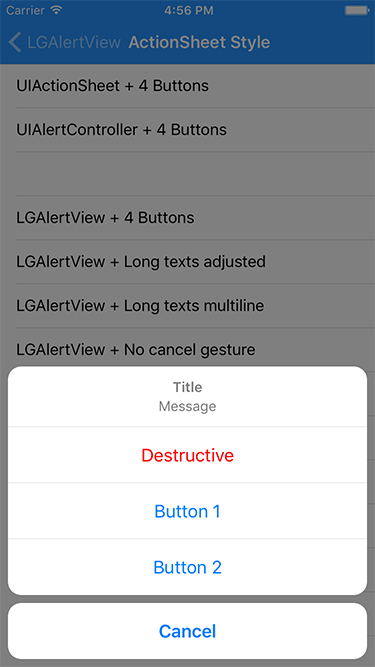 Carrier 4:56 PM
LGAlertView ActionSheet Style
UIActionSheet + 4 Buttons
UIAlertController + 4 Buttons
LGAlertView + 4 Buttons
LGAlertView + Long texts adjusted
LGAlertView + Long texts multiline
LGAlertView + No cancel gesture
Title
Message
Destructive
Button 1
Button 2
Cancel